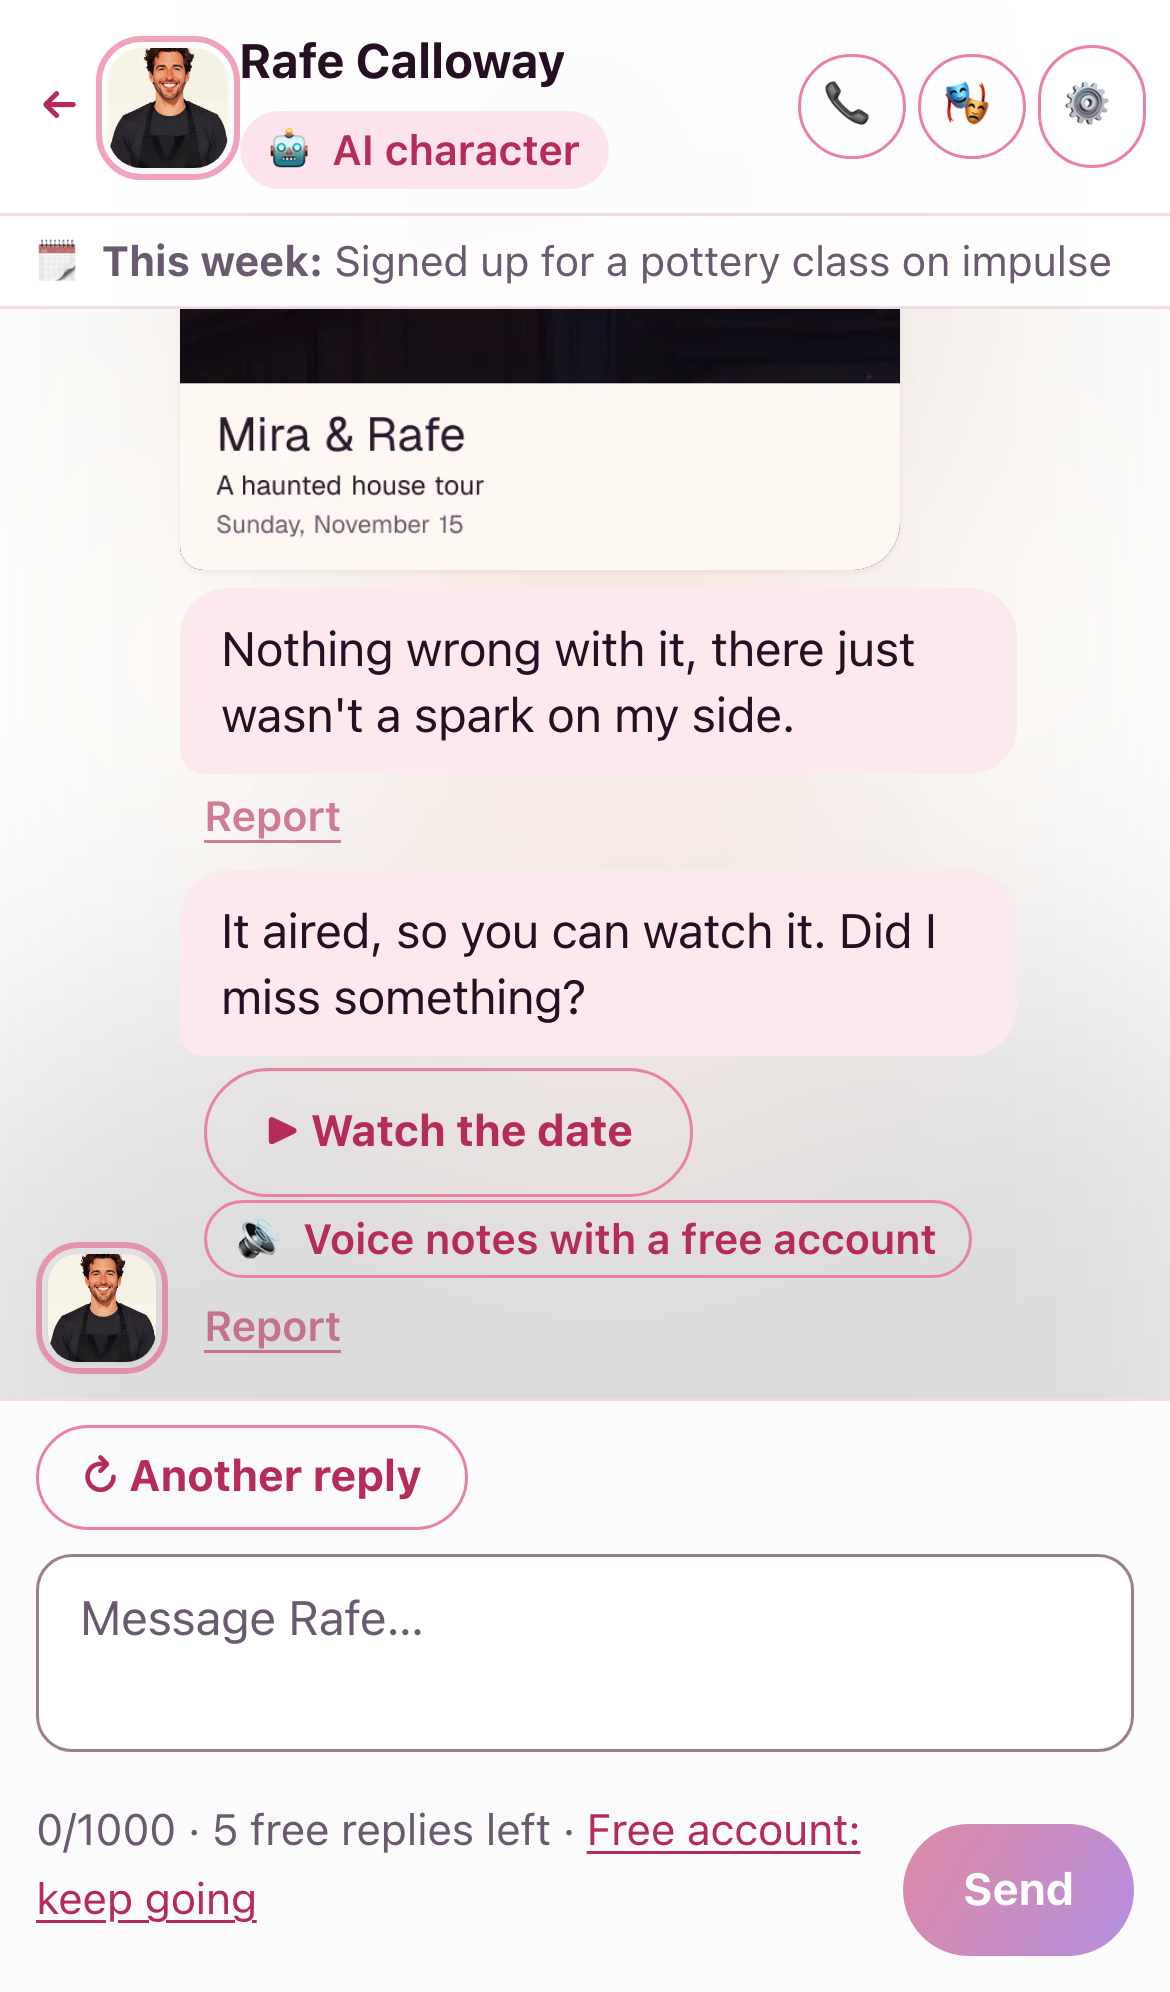 Rafe Calloway
AI character
This week: Signed up for a pottery class on impulse
Mira & Rafe
A haunted house tour
Sunday, November 15
Nothing wrong with it, there just
wasn't a spark on my side.
Report
It aired, so you can watch it. Did I
miss something?
Watch the date
Voice notes with a free account
Report
Another reply
Message Rafe...
0/1000 · 5 free replies left · Free account:
keep going
Send